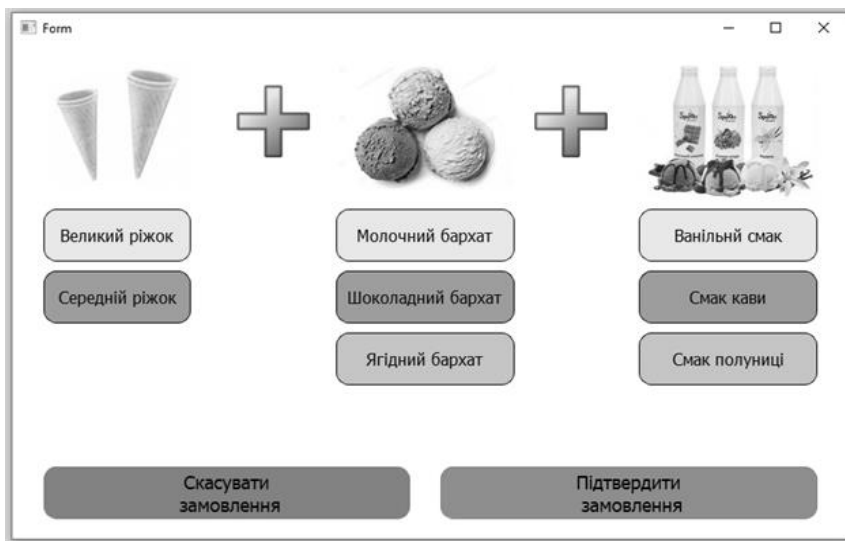 Form
Великий ріжок
Середній ріжок
Молочний бархат
Шоколадний бархат
Ягідний бархат
Ванільнй смак
Смак кави
Смак полуниці
Скасувати
замовлення
Підтвердити
замовлення